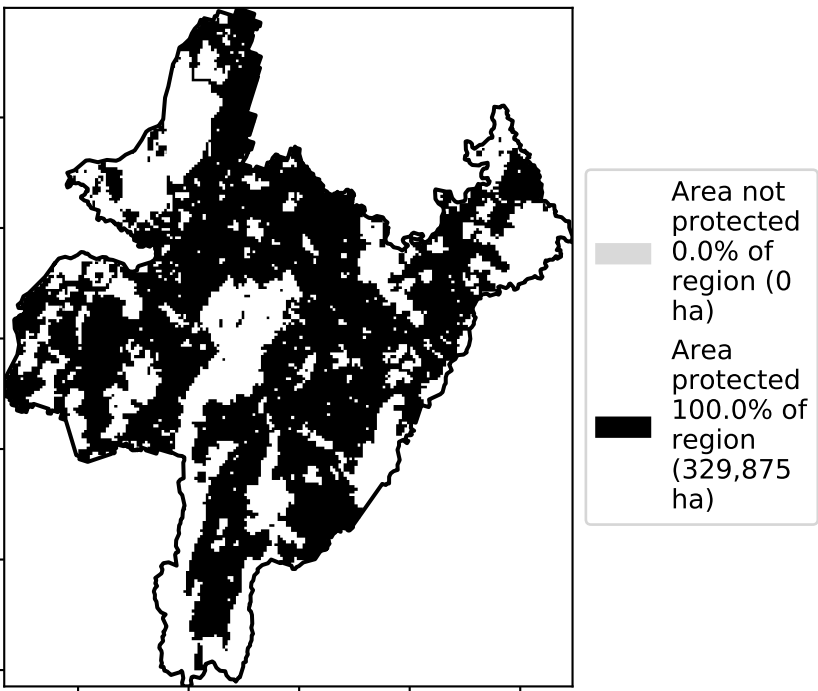 Area not
protected
0.0% of
region (0
ha)
Area
protected
100.0% of
region
(329,875
ha)